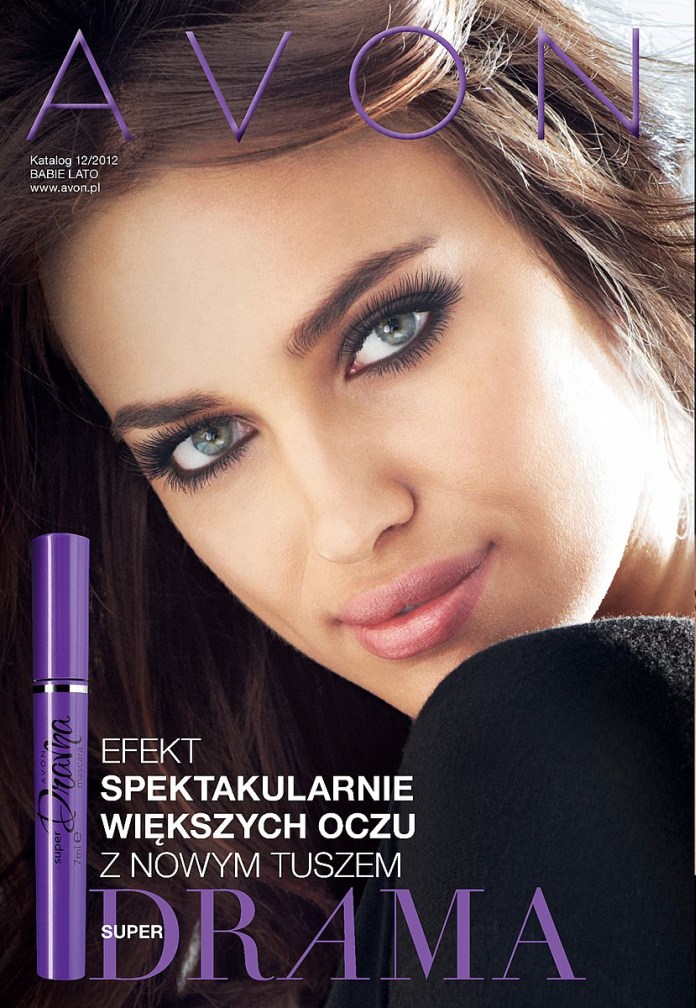 AVON
Katalog 12/2012
BABIE LATO
www.avon.pl
EFEKT
SPEKTAKULARNIE
WIĘKSZYCH OCZU
Z NOWYM TUSZEM
SUPER DRAMA
super Drama
AVON
mascara
7ml e